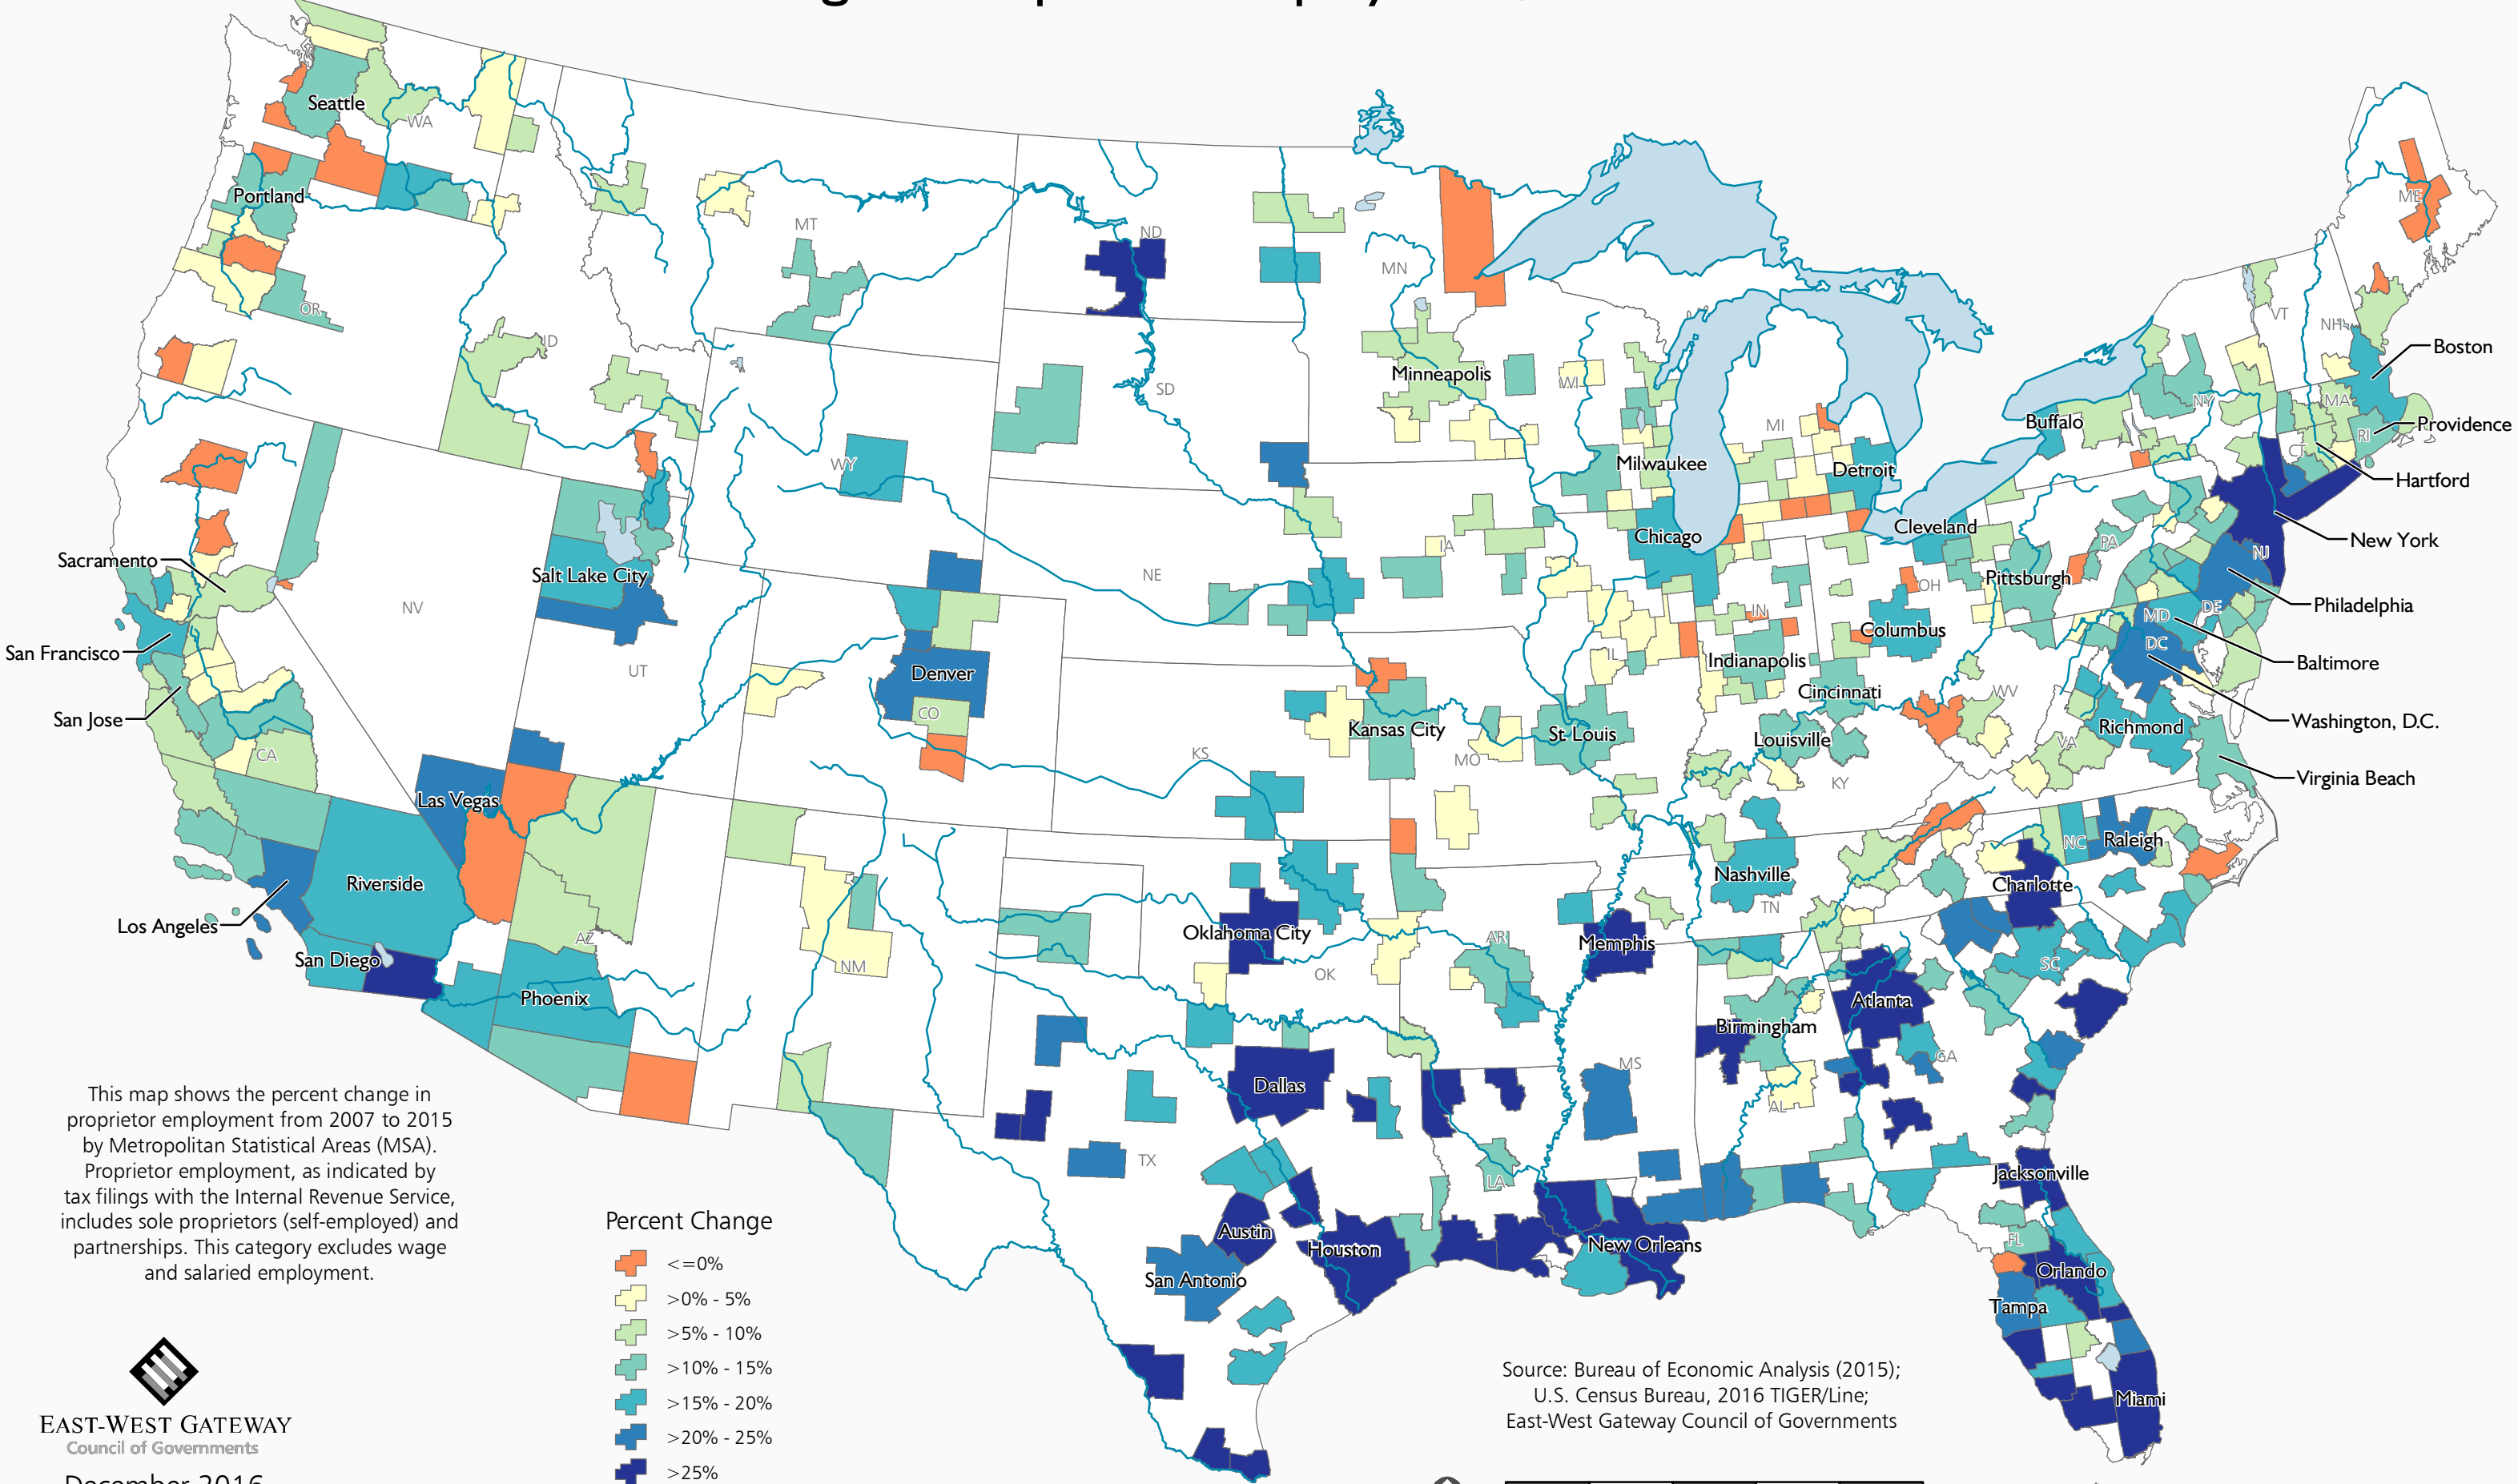 Seattle
WA
Portland
MT
ND
ME
MN
OR
VT
NH
Boston
ID
SD
Minneapolis
WI
MI
Buffalo
NY
MA
Providence
RI
WY
Milwaukee
Detroit
CT
Hartford
Sacramento
IA
Chicago
Cleveland
PA
New York
NJ
Salt Lake City
NE
Pittsburgh
OH
Philadelphia
NV
IN
Columbus
MD
DE
DC
San Francisco
UT
Denver
IL
Indianapolis
Baltimore
Cincinnati
WV
San Jose
CO
Kansas City
St Louis
Louisville
Richmond
Washington, D.C.
CA
KS
MO
KY
VA
Virginia Beach
Las Vegas
NC
Raleigh
Riverside
Nashville
Charlotte
TN
Los Angeles
Oklahoma City
Memphis
AZ
AR
San Diego
NM
OK
SC
Phoenix
Atlanta
Birmingham
MS
GA
Dallas
AL
TX
LA
Jacksonville
Austin
Houston
New Orleans
FL
San Antonio
Orlando
Tampa
Miami
This map shows the percent change in
proprietor employment from 2007 to 2015
by Metropolitan Statistical Areas (MSA).
Proprietor employment, as indicated by
tax filings with the Internal Revenue Service,
includes sole proprietors (self-employed) and
partnerships. This category excludes wage
and salaried employment.
Percent Change
<=0%
>0% - 5%
>5% - 10%
>10% - 15%
>15% - 20%
>20% - 25%
>25%
EAST-WEST GATEWAY
Council of Governments
December 2016
Source: Bureau of Economic Analysis (2015);
U.S. Census Bureau, 2016 TIGER/Line;
East-West Gateway Council of Governments